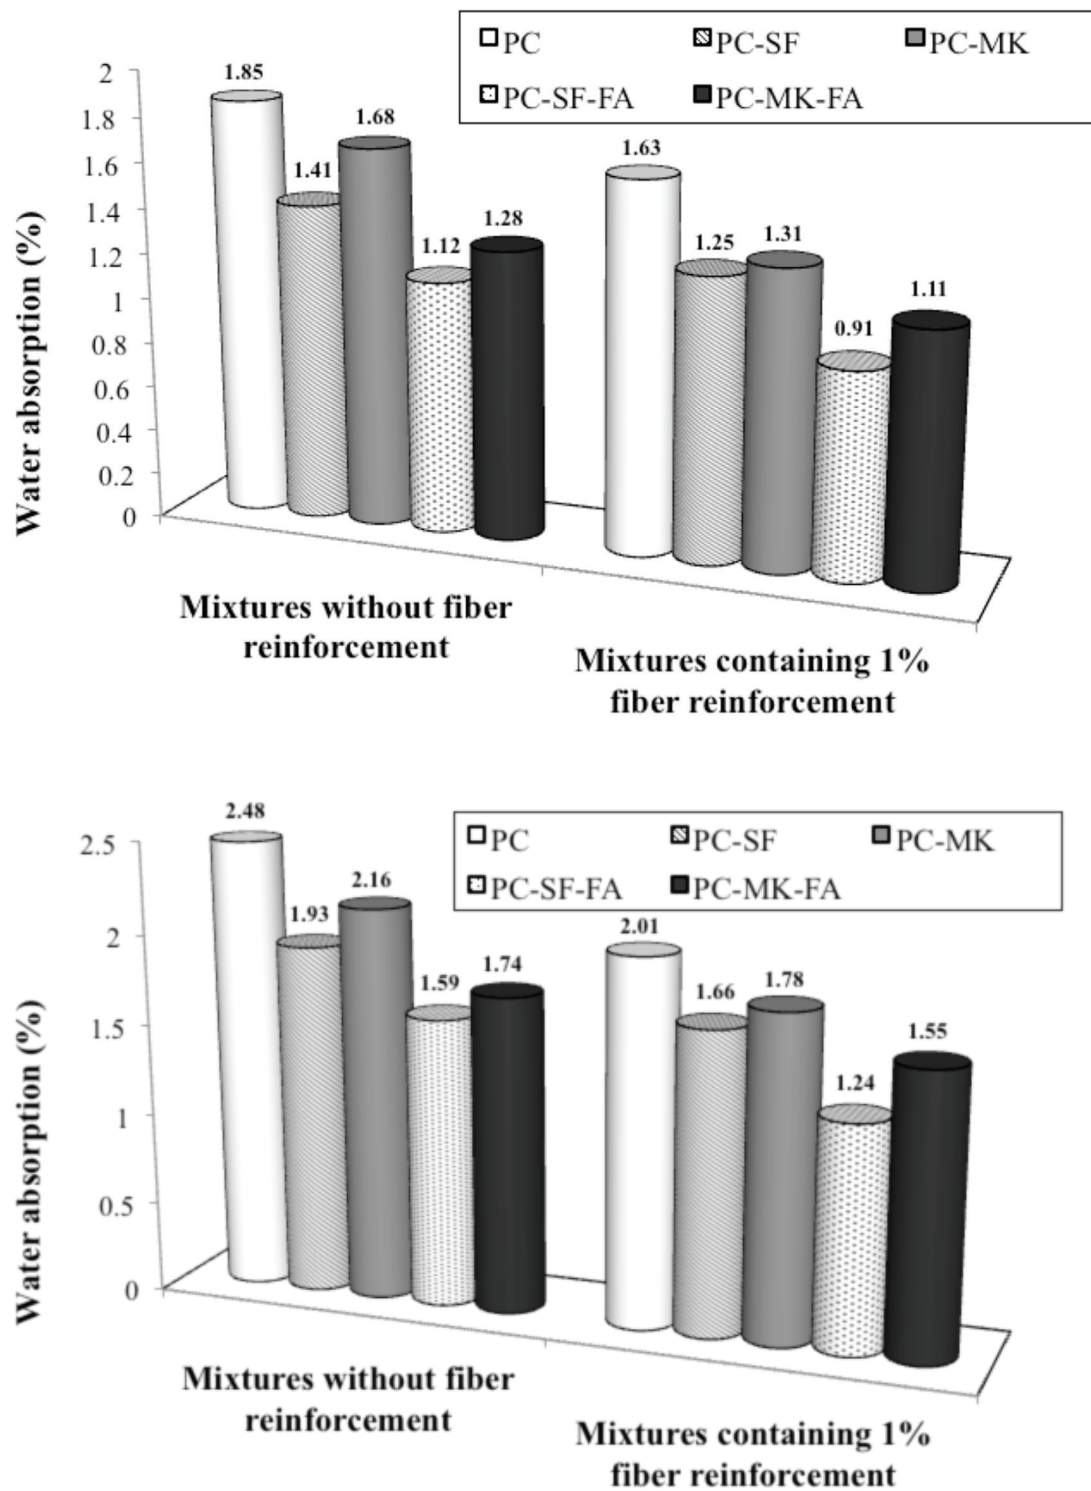 PC PC-SF PC-MK
PC-SF-FA PC-MK-FA
Water absorption (%)
2
1.8
1.6
1.4
1.2
1
0.8
0.6
0.4
0.2
0
1.85
1.41
1.68
1.12
1.28
1.63
1.25
1.31
0.91
1.11
Mixtures without fiber
reinforcement
Mixtures containing 1%
fiber reinforcement
PC PC-SF PC-MK
PC-SF-FA PC-MK-FA
Water absorption (%)
2.5
2
1.5
1
0.5
0
2.48
1.93
2.16
1.59
1.74
2.01
1.66
1.78
1.24
1.55
Mixtures without fiber
reinforcement
Mixtures containing 1%
fiber reinforcement